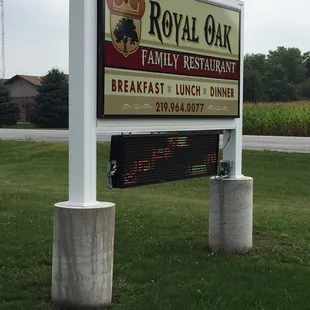 ROYAL OAK
FAMILY RESTAURANT
BREAKFAST LUNCH DINNER
219.964.0077